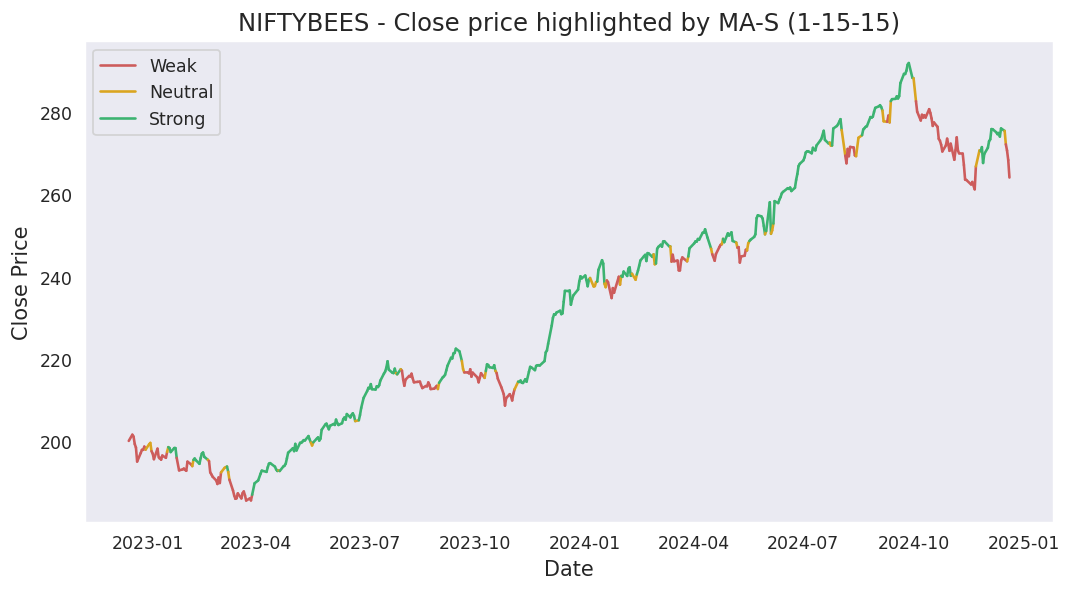 NIFTYBEES - Close price highlighted by MA-S (1-15-15)
Weak
Neutral
Strong
Close Price
280
260
240
220
200
2023-01 2023-04 2023-07 2023-10 2024-01 2024-04 2024-07 2024-10 2025-01
Date